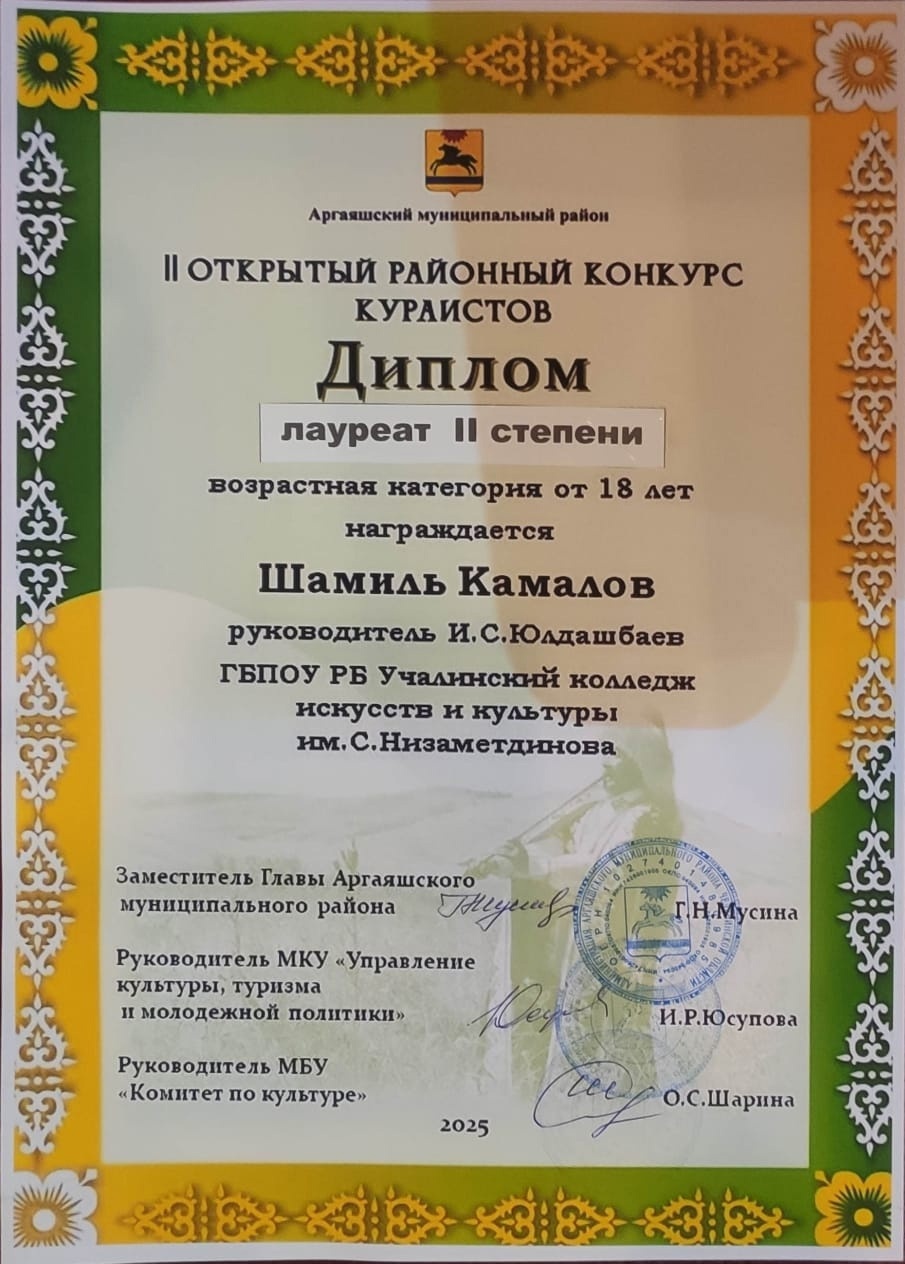 Аргаяшский муниципальный район
II ОТКРЫТЫЙ РАЙОННЫЙ КОНКУРС
КУРАИСТОВ
Диплом
лауреат II степени
возрастная категория от 18 лет
награждается
Шамиль Камалов
руководитель И.С.Юлдашбаев
ГБПОУ РБ Учалинский колледж
искусств и культуры
им.С.Низаметдинова
Заместитель Главы Аргаяшского
муниципального района
Г.Н.Мусина
Руководитель МКУ «Управление
культуры, туризма
и молодежной политики»
И.Р.Юсупова
Руководитель МБУ
«Комитет по культуре»
О.С.Шарина
2025